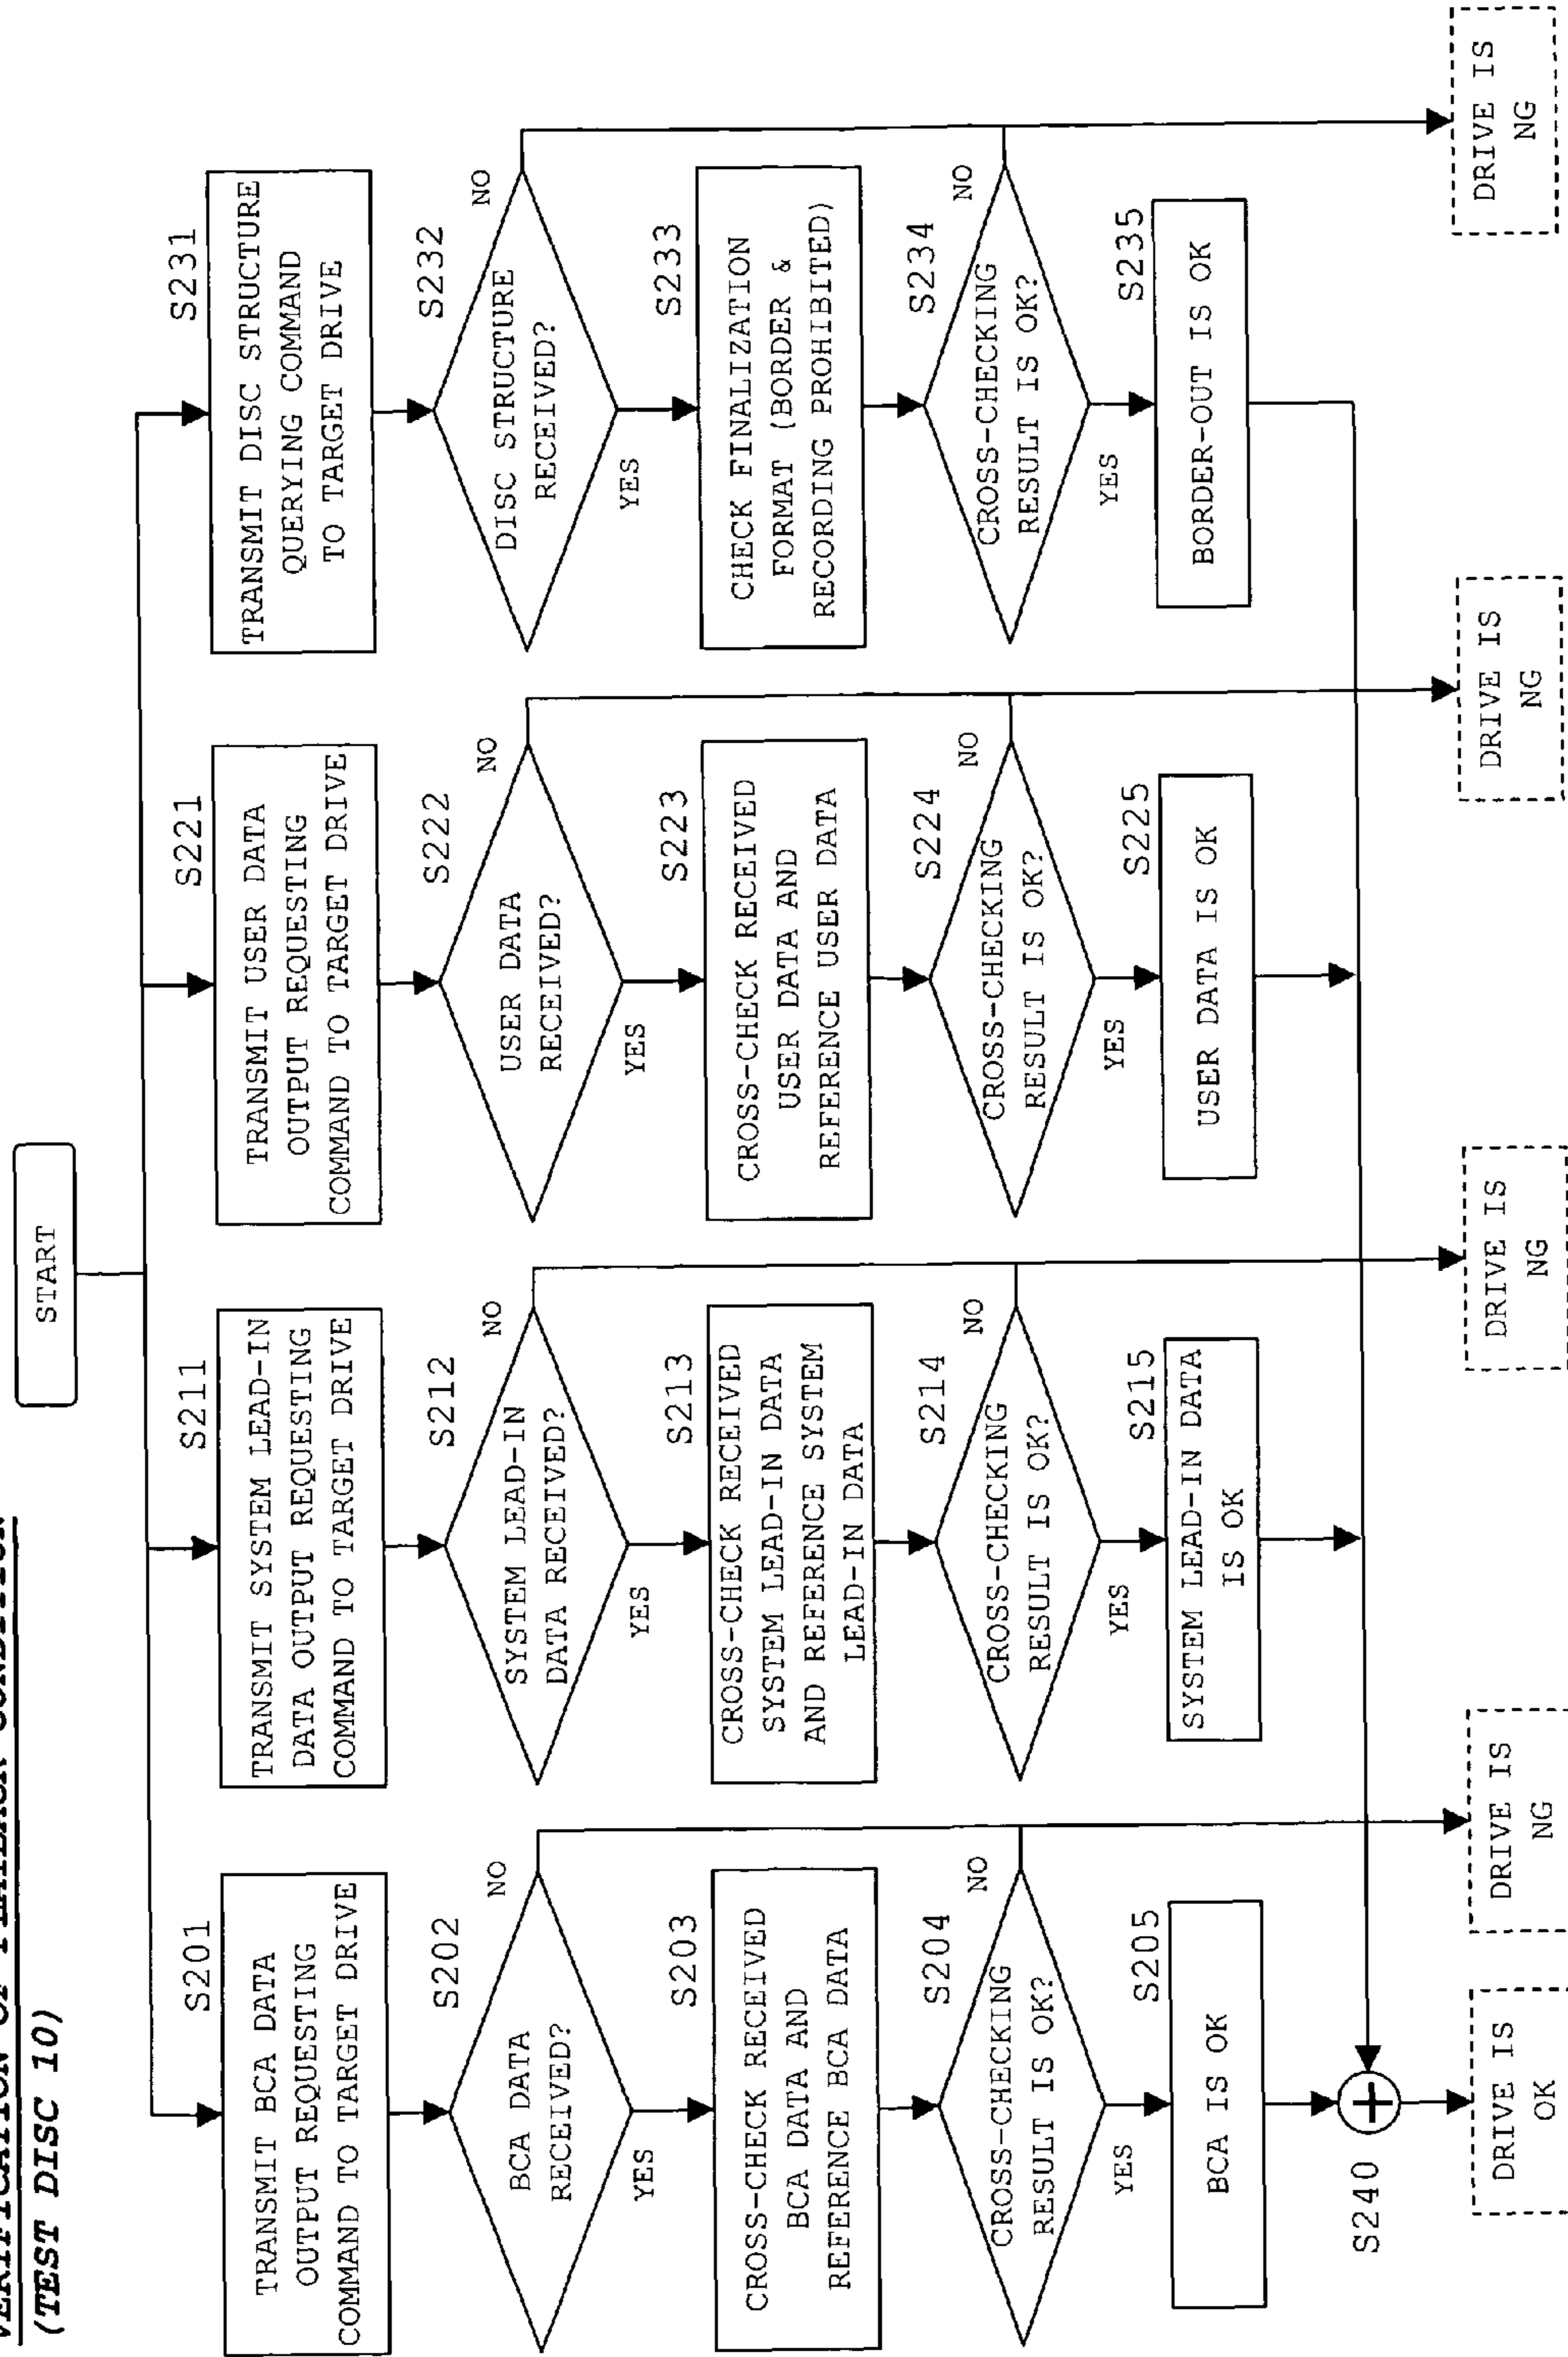 (TEST DISC 10)
START
S201
TRANSMIT BCA DATA
OUTPUT REQUESTING
COMMAND TO TARGET DRIVE
S202
BCA DATA
RECEIVED?
NO
YES
S203
CROSS-CHECK RECEIVED
BCA DATA AND
REFERENCE BCA DATA
S204
CROSS-CHECKING
RESULT IS OK?
NO
YES
S205
BCA IS OK
S240
DRIVE IS
OK
DRIVE IS
NG
S211
TRANSMIT SYSTEM LEAD-IN
DATA OUTPUT REQUESTING
COMMAND TO TARGET DRIVE
S212
SYSTEM LEAD-IN
DATA RECEIVED?
NO
YES
S213
CROSS-CHECK RECEIVED
SYSTEM LEAD-IN DATA
AND REFERENCE SYSTEM
LEAD-IN DATA
S214
CROSS-CHECKING
RESULT IS OK?
NO
YES
S215
SYSTEM LEAD-IN DATA
IS OK
DRIVE IS
NG
S221
TRANSMIT USER DATA
OUTPUT REQUESTING
COMMAND TO TARGET DRIVE
S222
USER DATA
RECEIVED?
NO
YES
S223
CROSS-CHECK RECEIVED
USER DATA AND
REFERENCE USER DATA
S224
CROSS-CHECKING
RESULT IS OK?
NO
YES
S225
USER DATA IS OK
DRIVE IS
NG
S231
TRANSMIT DISC STRUCTURE
QUERYING COMMAND
TO TARGET DRIVE
S232
DISC STRUCTURE
RECEIVED?
NO
YES
S233
CHECK FINALIZATION
FORMAT (BORDER &
RECORDING PROHIBITED)
S234
CROSS-CHECKING
RESULT IS OK?
NO
YES
S235
BORDER-OUT IS OK
DRIVE IS
NG